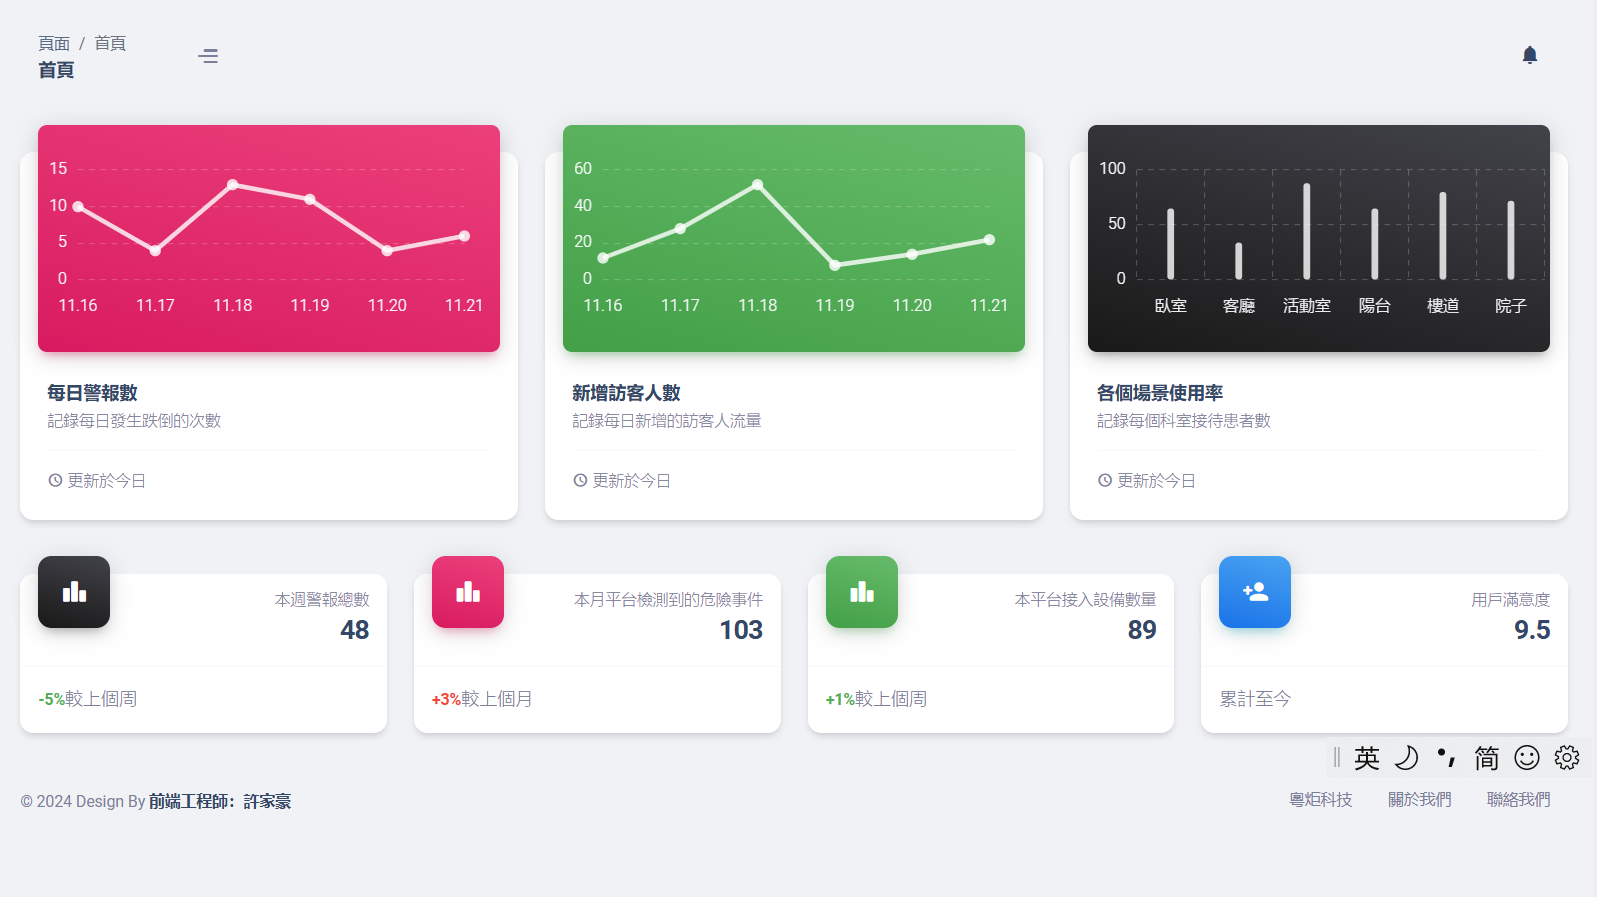 頁面 / 首頁
首頁
15
10
5
0
11.16 11.17 11.18 11.19 11.20 11.21
每日警報數
記錄每日發生跌倒的次數
更新於今日
60
40
20
0
11.16 11.17 11.18 11.19 11.20 11.21
新增訪客人數
記錄每日新增的訪客人流量
更新於今日
100
50
0
臥室 客廳 活動室 陽台 樓道 院子
各個場景使用率
記錄每個科室接待患者數
更新於今日
本週警報總數
48
-5%較上個周
本月平台檢測到的危險事件
103
+3%較上個月
本平台接入設備數量
89
+1%較上個周
用戶滿意度
9.5
累計至今
英 簡
© 2024 Design By 前端工程師：許家豪
粵炬科技 關於我們 聯絡我們